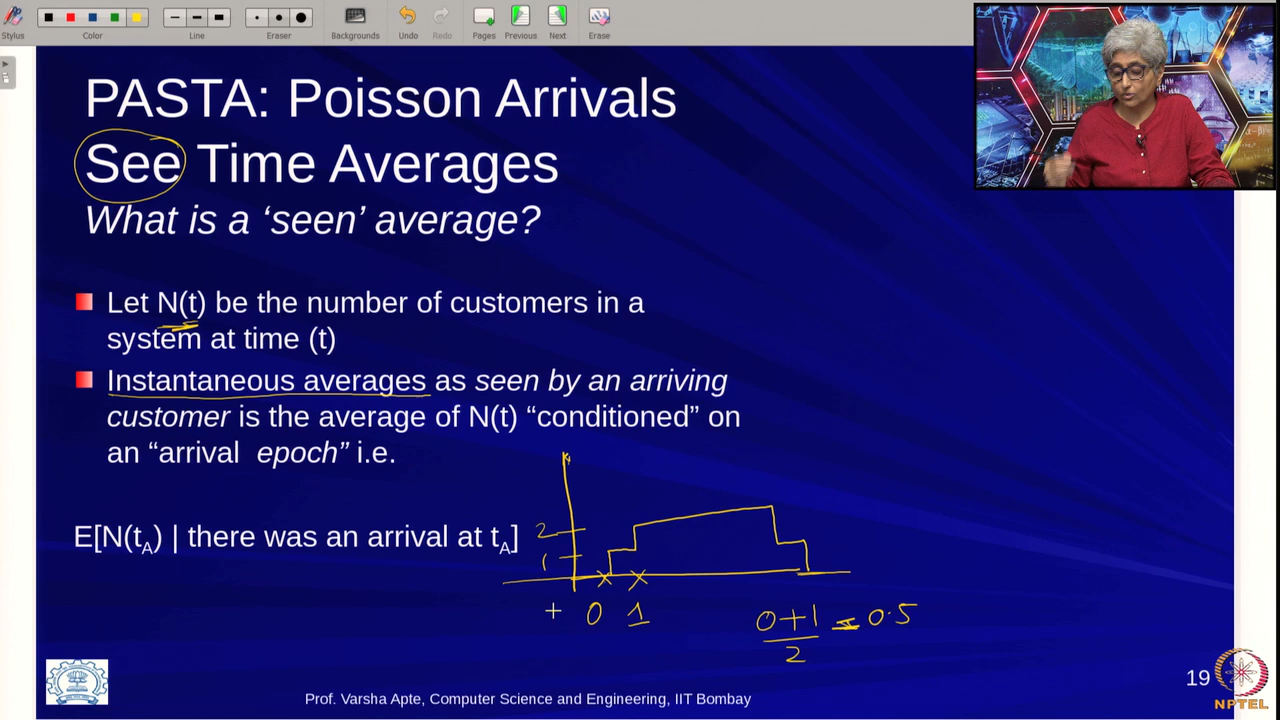 Stylus
Color
Line
Eraser
Backgrounds
Undo
Redo
Pages
Previous
Next
Erase
PASTA: Poisson Arrivals
See Time Averages
What is a ‘seen’ average?
Let N(t) be the number of customers in a
system at time (t)
Instantaneous averages as seen by an arriving
customer is the average of N(t) “conditioned” on
an “arrival epoch” i.e.
E[N(tA) | there was an arrival at tA]
2
1
+ 0 1
0+1
2
= 0.5
Prof. Varsha Apte, Computer Science and Engineering, IIT Bombay
19
NPTEL